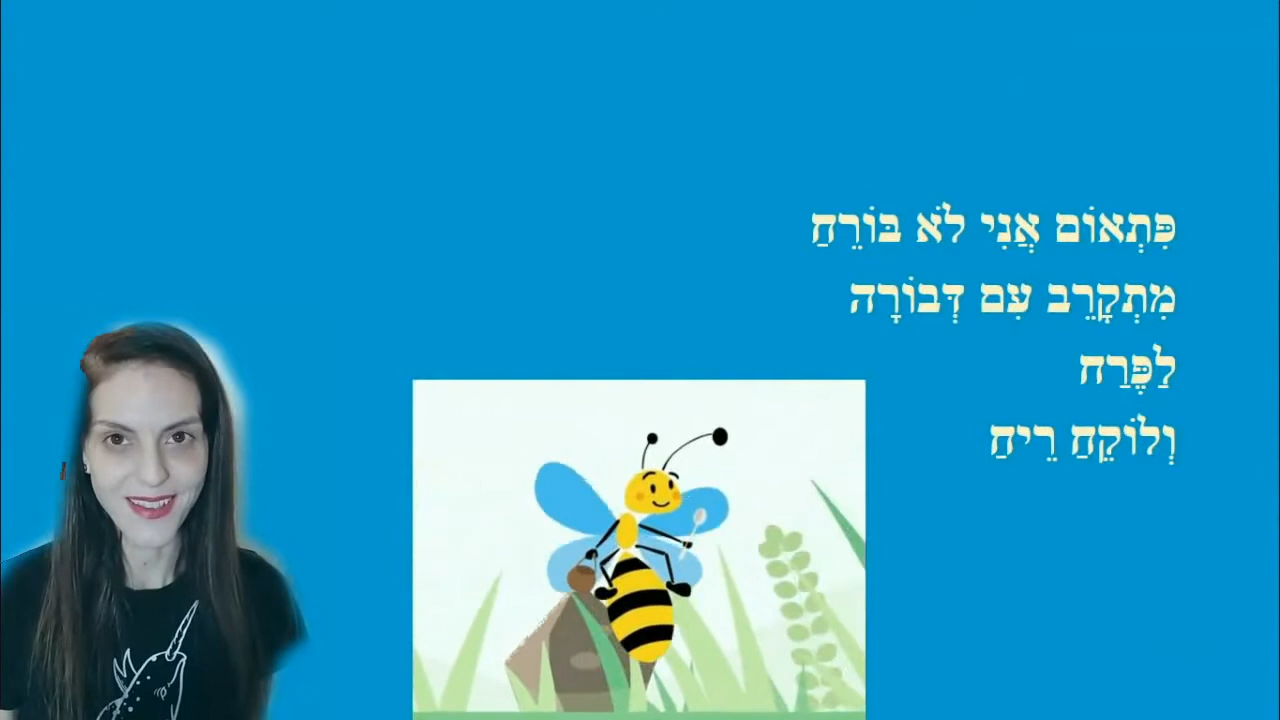 כִּתְאוֹם אֲנִי לֹא בּוֹרֵחַ
מִתְקָרֵב עִם דְּבוֹרָה
לַפֶּרַח
וְלוֹקֵחַ רֵיחַ